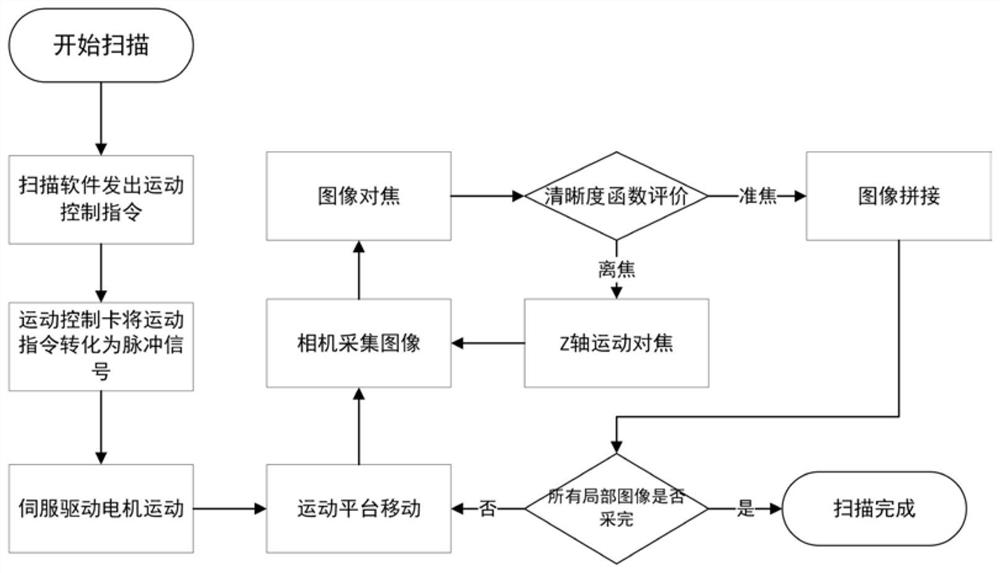 开始扫描
扫描软件发出运动
控制指令
运动控制卡将运动
指令转化为脉冲信
号
伺服驱动电机运动
运动平台移动
相机采集图像
图像对焦
清晰度函数评价
准焦
图像拼接
离焦
Z轴运动对焦
所有局部图像是否
采完
否
是
扫描完成